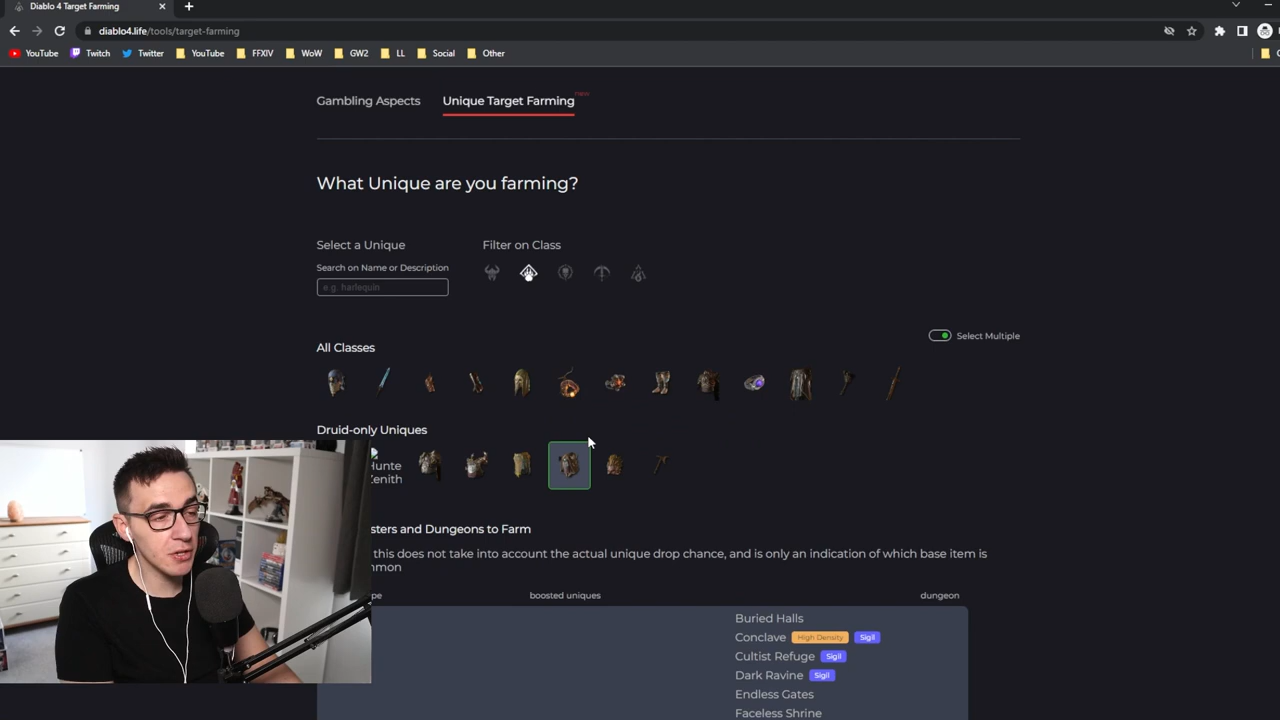 Diablo 4 Target Farming
diablo4.life/tools/target-farming
YouTube Twitch Twitter YouTube FFXIV WoW GW2 LL Social Other
Gambling Aspects Unique Target Farming new
What Unique are you farming?
Select a Unique Filter on Class
Search on Name or Description
e.g. harlequin
Select Multiple
All Classes
Druid-only Uniques
Hunte
Zenith
sters and Dungeons to Farm
this does not take into account the actual unique drop chance, and is only an indication of which base item is
mmon
pe boosted uniques dungeon
Buried Halls
Conclave High Density Sigil
Cultist Refuge Sigil
Dark Ravine Sigil
Endless Gates
Faceless Shrine